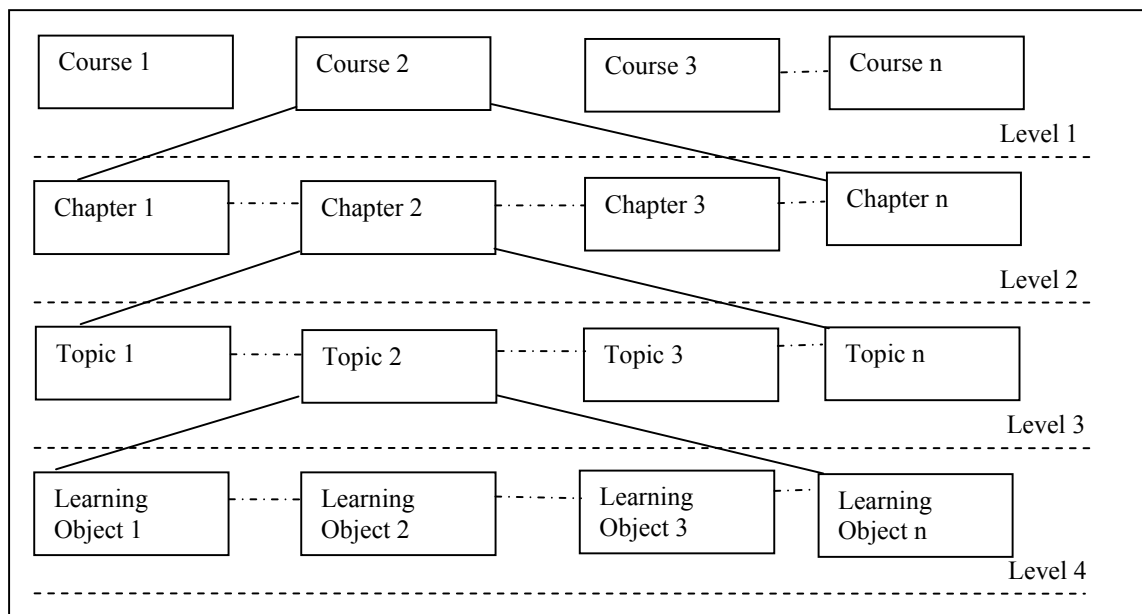 Course 1
Course 2
Course 3
Course n
Level 1
Chapter 1
Chapter 2
Chapter 3
Chapter n
Level 2
Topic 1
Topic 2
Topic 3
Topic n
Level 3
Learning
Object 1
Learning
Object 2
Learning
Object 3
Learning
Object n
Level 4